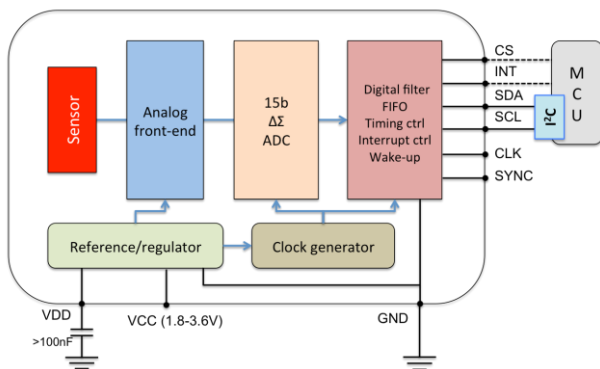 Sensor
Analog
front-end
15b
ΔΣ
ADC
Digital filter
FIFO
Timing ctrl
Interrupt ctrl
Wake-up
CS
INT
SDA
SCL
CLK
SYNC
I²C
MCU
Reference/regulator
Clock generator
VDD
>100nF
VCC (1.8-3.6V)
GND